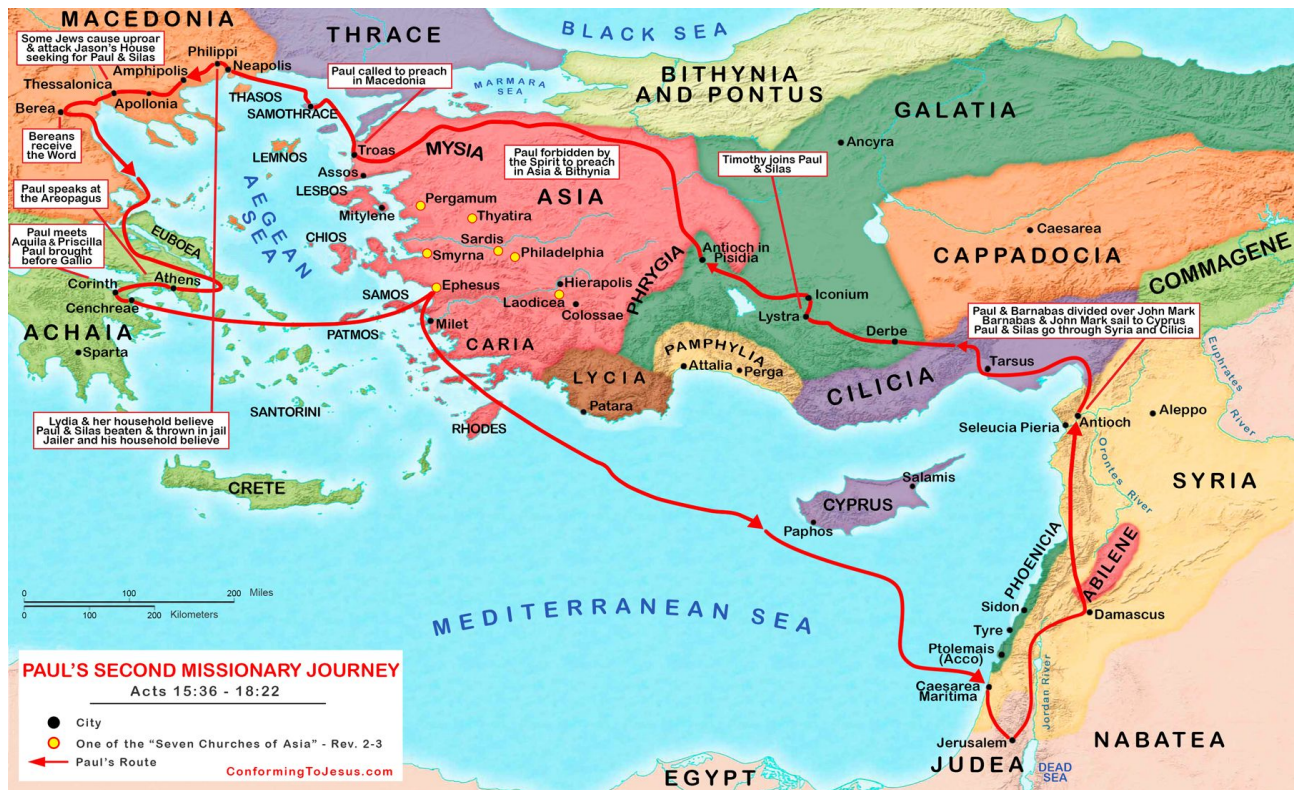 MACEDONIA
THRACE
BLACK SEA
BITHYNIA
AND PONTUS
GALATIA
Some Jews cause uproar
& attack Jason's House
seeking for Paul & Silas
Philippi
Neapolis
Amphipolis
Thessalonica
Apollonia
Berea
Bereans
receive
the Word
THASOS
SAMOTHRACE
Paul called to preach
in Macedonia
MARMARA
SEA
Ancyra
LEMNOS
Troas
MYSIA
Assos
LESBOS
Mitylene
Paul forbidden by
the Spirit to preach
in Asia & Bithynia
Timothy joins Paul
& Silas
ASIA
Paul speaks at
the Areopagus
AEGEAN
SEA
Pergamum
Thyatira
CAPPADOCIA
Caesarea
COMMAGENE
Paul meets
Aquila & Priscilla
Paul brought
before Gallio
EUBOEA
CHIOS
Sardis
Smyrna
Philadelphia
PHRYGIA
Antioch in
Pisidia
Corinth
Athens
Cenchreae
SAMOS
Ephesus
Hierapolis
Laodicea
Colossae
Iconium
Lystra
Derbe
Paul & Barnabas divided over John Mark
Barnabas & John Mark sail to Cyprus
Paul & Silas go through Syria and Cilicia
ACHAIA
Sparta
PATMOS
Milet
CARIA
PAMPHYLIA
Attalia
Perga
LYCIA
Patara
CILICIA
Tarsus
Euphrates
River
SANTORINI
RHODES
Lydia & her household believe
Paul & Silas beaten & thrown in jail
Jailer and his household believe
Seleucia Pieria
Antioch
Aleppo
Orontes
River
SYRIA
CRETE
Salamis
CYPRUS
Paphos
PHOENICIA
ABILENE
MEDITERRANEAN SEA
Sidon
Damascus
Tyre
Ptolemais
(Acco)
Caesarea
Maritima
Jordan River
Jerusalem
JUDEA
DEAD
SEA
NABATEA
EGYPT
0 200 Miles
0 200 Kilometers
PAUL'S SECOND MISSIONARY JOURNEY
Acts 15:36 - 18:22
City
One of the "Seven Churches of Asia" - Rev. 2-3
Paul's Route
ConformingToJesus.com